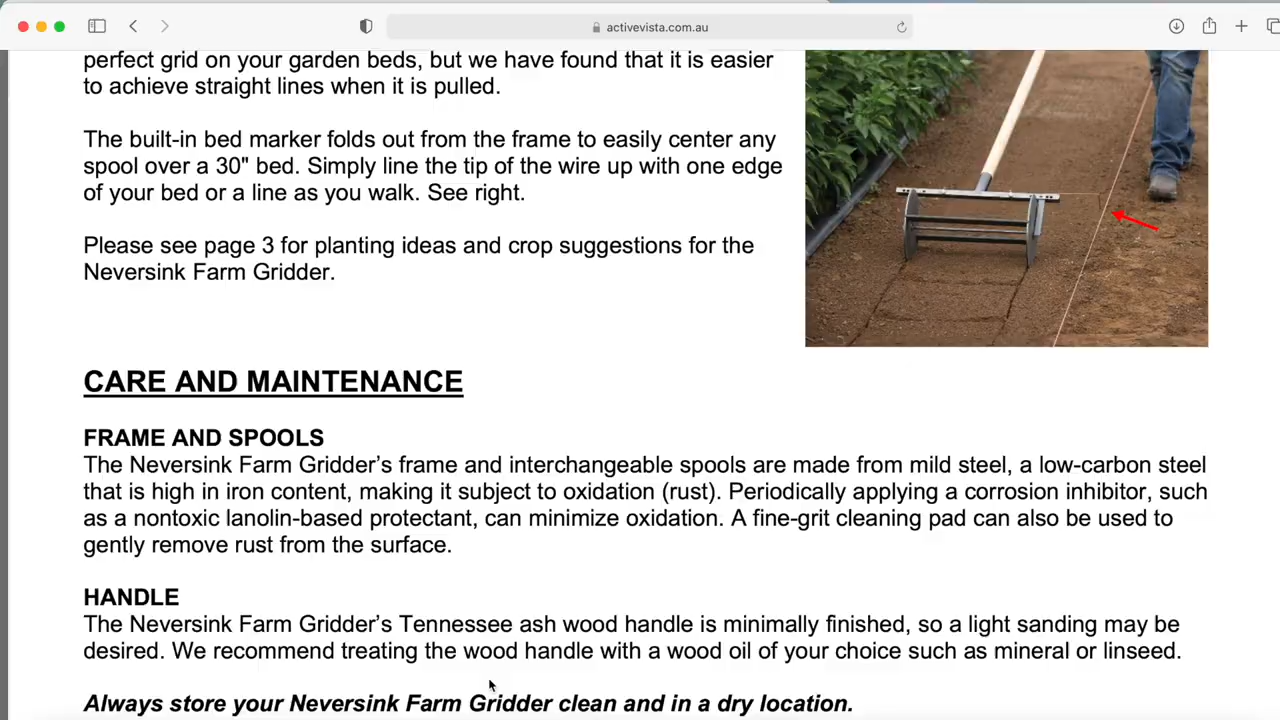 activevista.com.au
perfect grid on your garden beds, but we have found that it is easier
to achieve straight lines when it is pulled.
The built-in bed marker folds out from the frame to easily center any
spool over a 30" bed. Simply line the tip of the wire up with one edge
of your bed or a line as you walk. See right.
Please see page 3 for planting ideas and crop suggestions for the
Neversink Farm Gridder.
CARE AND MAINTENANCE
FRAME AND SPOOLS
The Neversink Farm Gridder’s frame and interchangeable spools are made from mild steel, a low-carbon steel
that is high in iron content, making it subject to oxidation (rust). Periodically applying a corrosion inhibitor, such
as a nontoxic lanolin-based protectant, can minimize oxidation. A fine-grit cleaning pad can also be used to
gently remove rust from the surface.
HANDLE
The Neversink Farm Gridder’s Tennessee ash wood handle is minimally finished, so a light sanding may be
desired. We recommend treating the wood handle with a wood oil of your choice such as mineral or linseed.
Always store your Neversink Farm Gridder clean and in a dry location.